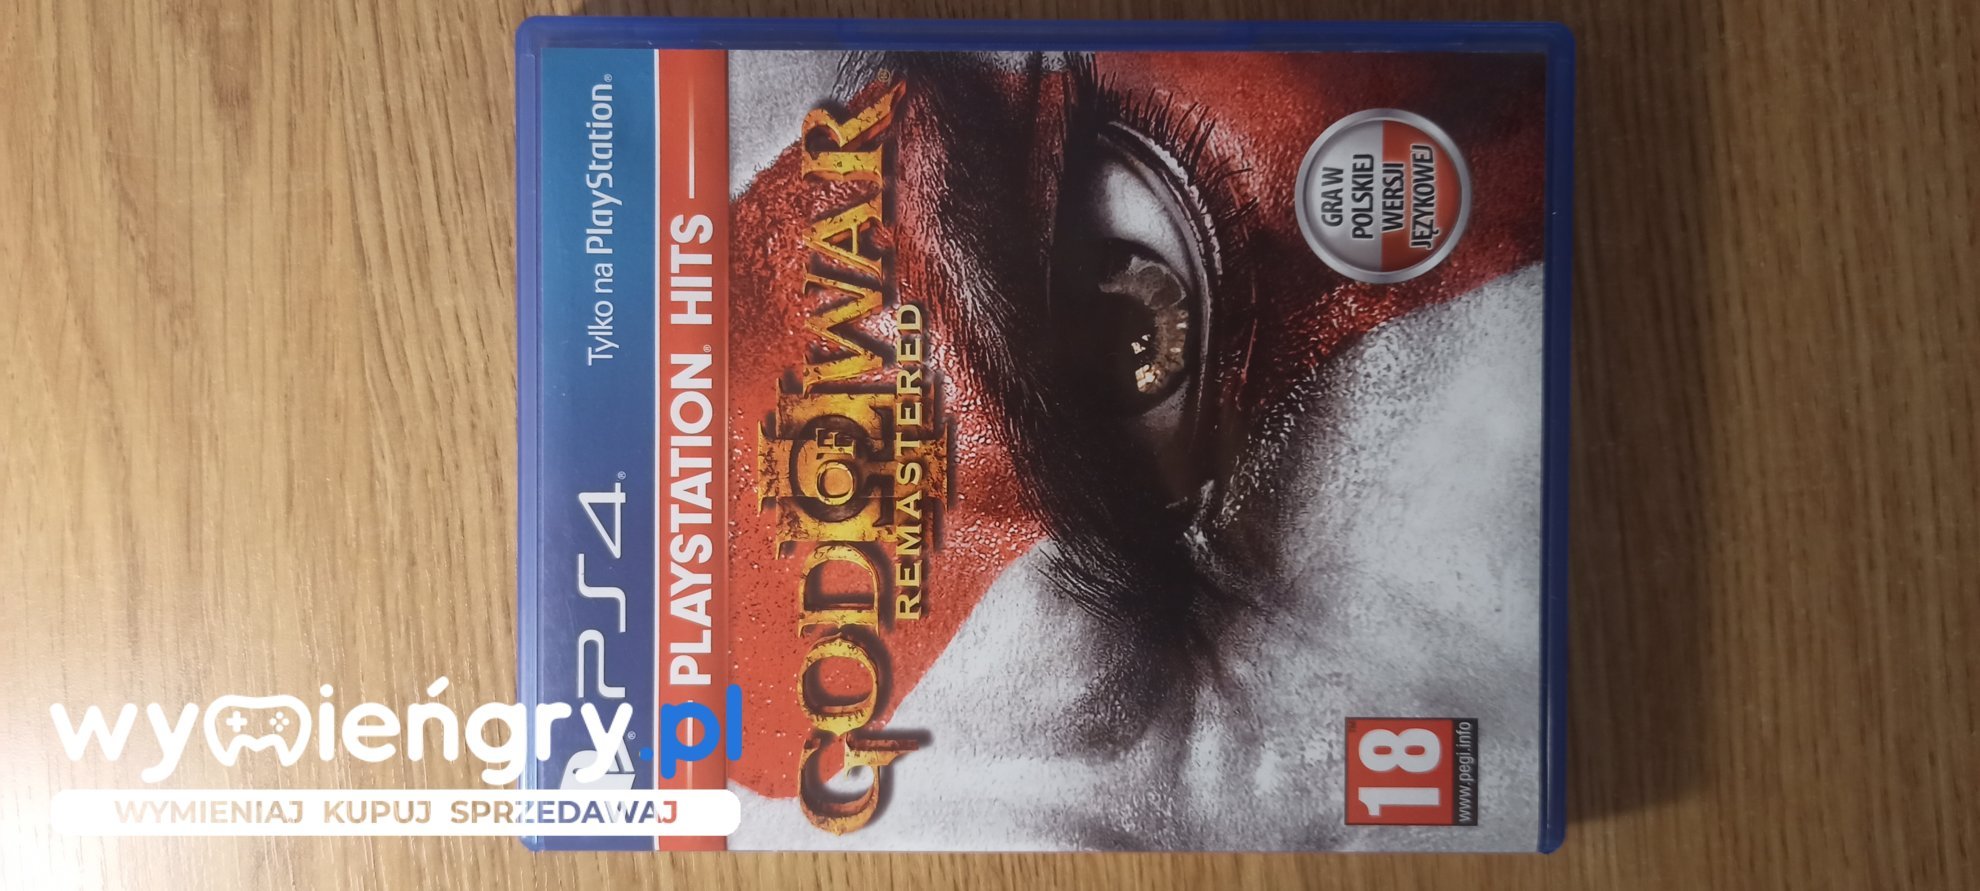 PS4®
Tylko na PlayStation®
PLAYSTATION® HITS
GOD OF WAR®
III
REMASTERED
GRA W
POLSKIEJ
WERSJI
JĘZYKOWEJ
18
www.pegi.info
wymieńgry.pl
WYMIENIAJ KUPUJ SPRZEDAWAJ